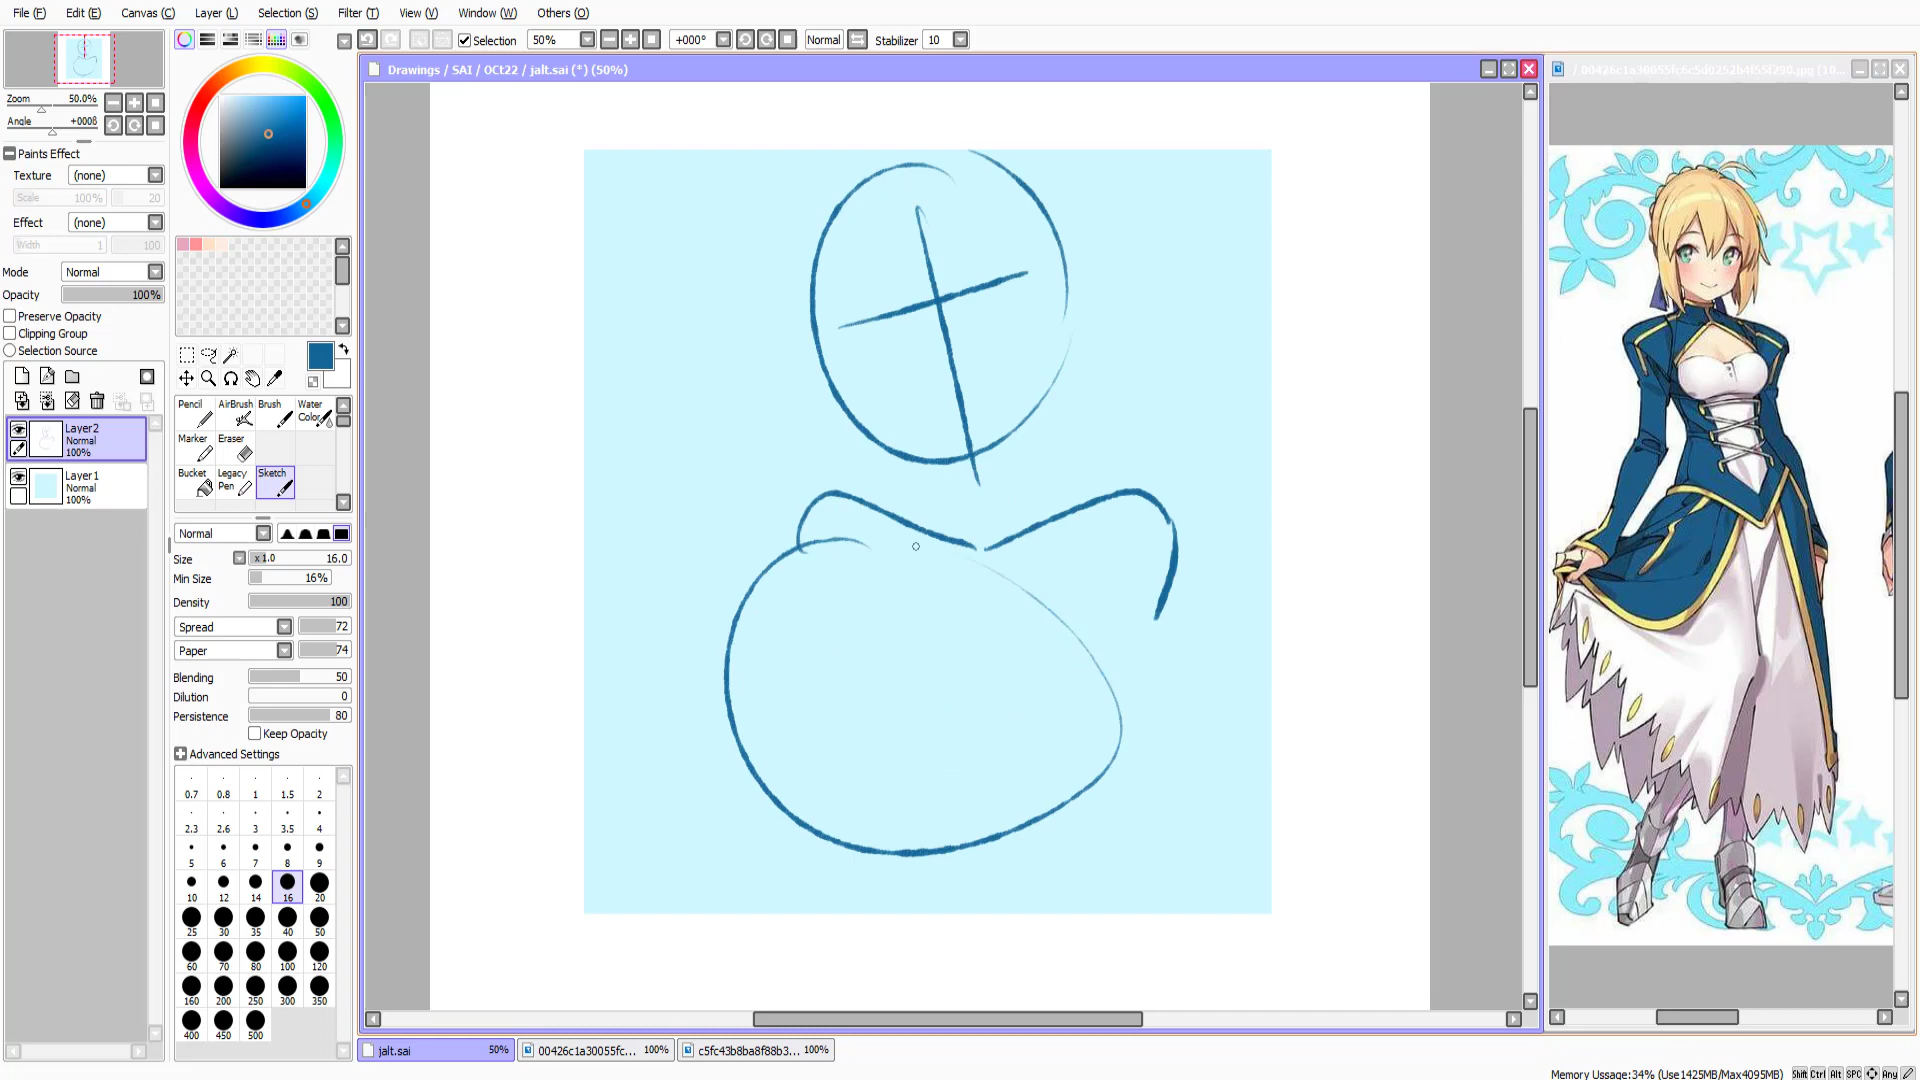 File (F) Edit (E) Canvas (C) Layer (L) Selection (S) Filter (T) View (V) Window (W) Others (O)
Selection 50% +000° Normal Stabilizer 10
Drawings / SAI / OCt22 / jalt.sai (*) (50%)
Zoom 50.0%
Angle +000ß
Paints Effect
Texture (none)
Scale 100% 20
Effect (none)
Width 1 100
Mode Normal
Opacity 100%
Preserve Opacity
Clipping Group
Selection Source
Layer2
Normal
100%
Layer1
Normal
100%
Pencil AirBrush Brush Water Color
Marker Eraser
Bucket Legacy Pen Sketch
Normal
Size x 1.0 16.0
Min Size 16%
Density 100
Spread 72
Paper 74
Blending 50
Dilution 0
Persistence 80
Keep Opacity
Advanced Settings
0.7 0.8 1 1.5 2
2.3 2.6 3 3.5 4
5 6 7 8 9
10 12 14 16 20
25 30 35 40 50
60 70 80 100 120
160 200 250 300 350
400 450 500
jalt.sai 50% 00426c1a30055fc... 100% c5fc43b8ba8f88b3... 100%
Memory Ussage:34% (Use1425MB/Max4095MB) Shift Ctrl Alt SPC Any